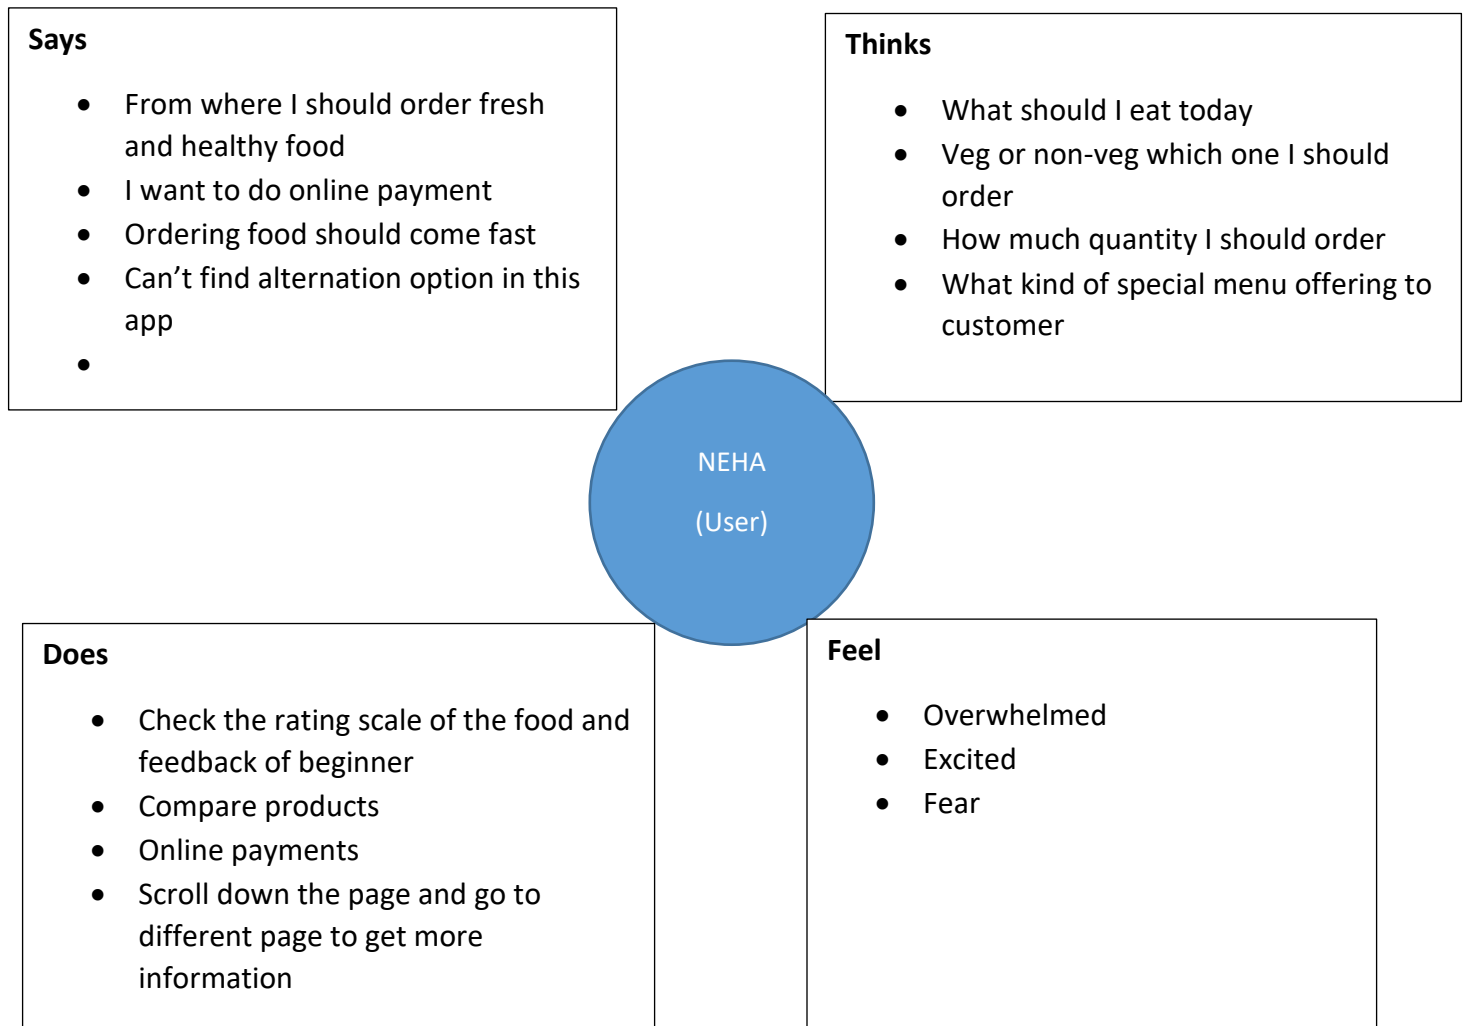 Says
• From where I should order fresh
and healthy food
• I want to do online payment
• Ordering food should come fast
• Can’t find alternation option in this
app
•
Thinks
• What should I eat today
• Veg or non-veg which one I should
order
• How much quantity I should order
• What kind of special menu offering to
customer
NEHA
(User)
Does
• Check the rating scale of the food and
feedback of beginner
• Compare products
• Online payments
• Scroll down the page and go to
different page to get more
information
Feel
• Overwhelmed
• Excited
• Fear